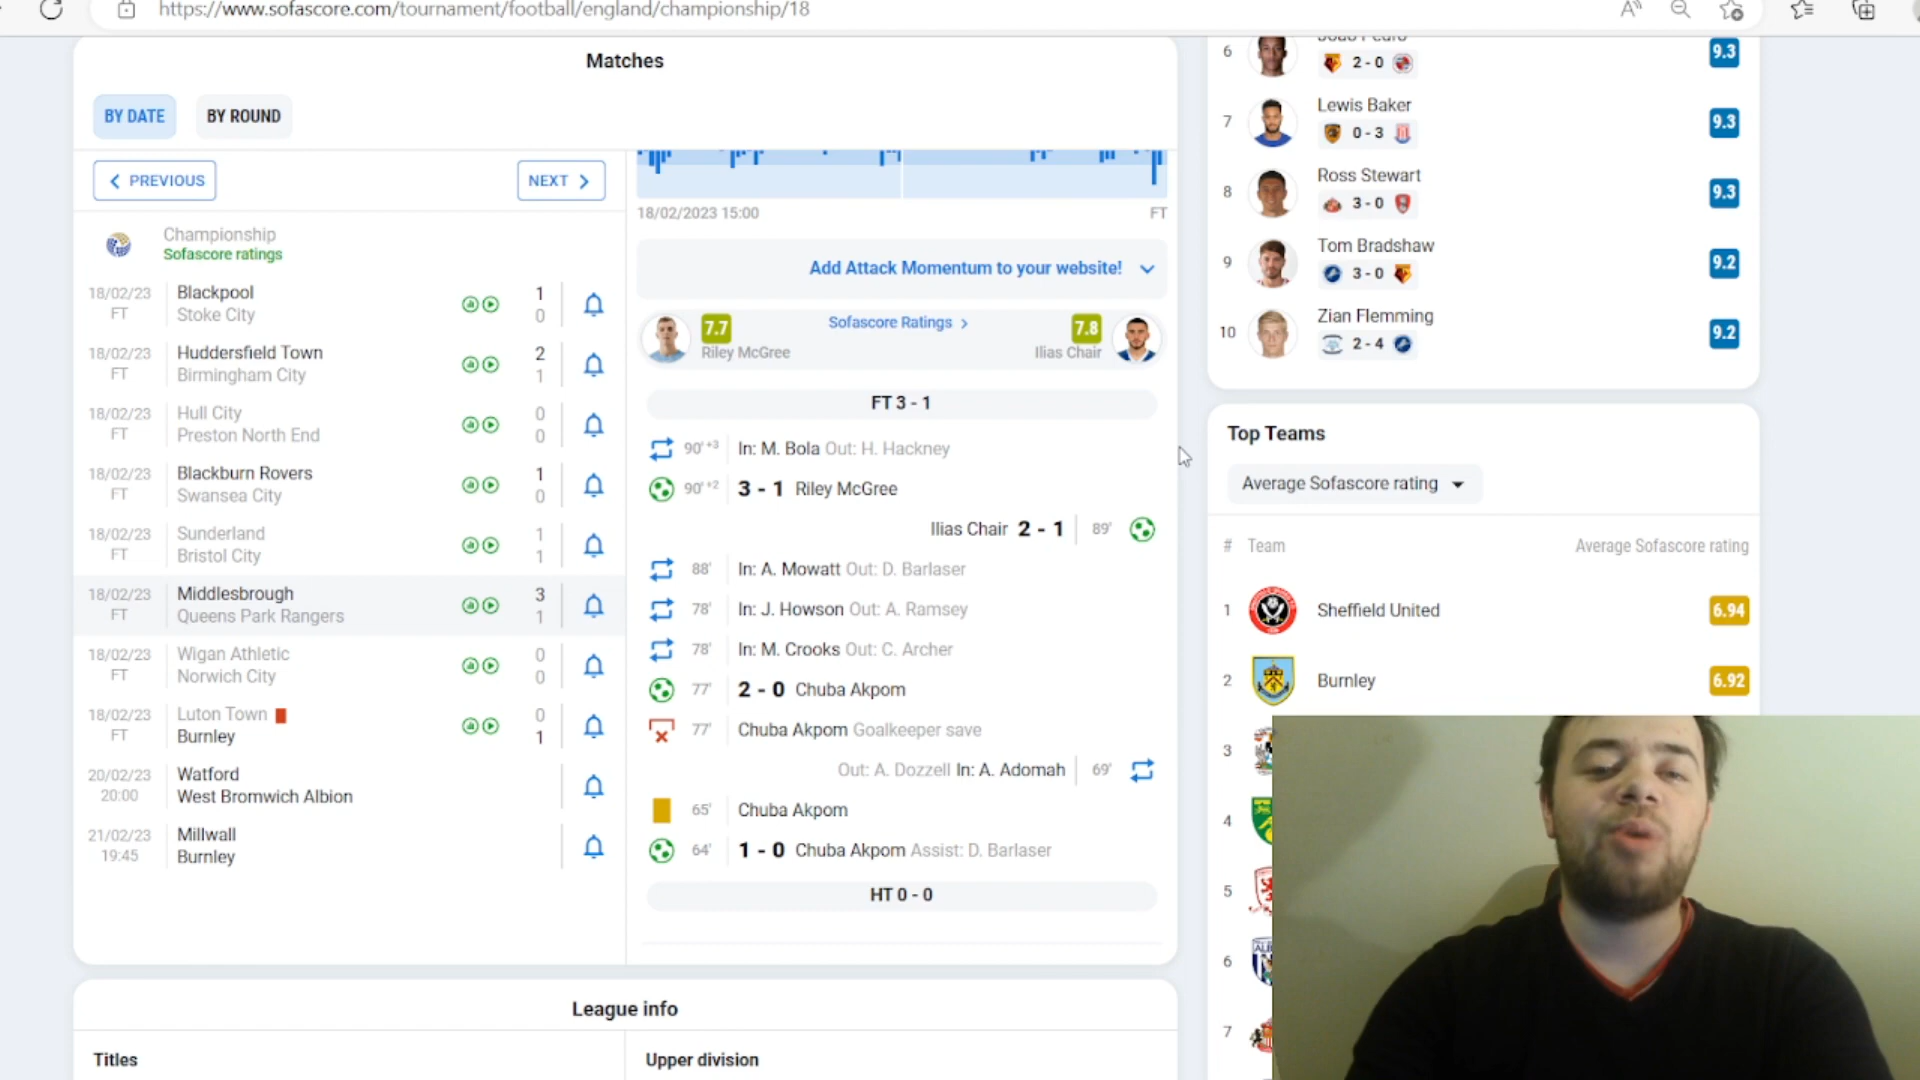 https://www.sofascore.com/tournament/football/england/championship/18
Matches
BY DATE
BY ROUND
PREVIOUS
NEXT
Championship
Sofascore ratings
18/02/23 Blackpool 1
FT Stoke City 0
18/02/23 Huddersfield Town 2
FT Birmingham City 1
18/02/23 Hull City 0
FT Preston North End 0
18/02/23 Blackburn Rovers 1
FT Swansea City 0
18/02/23 Sunderland 1
FT Bristol City 1
18/02/23 Middlesbrough 3
FT Queens Park Rangers 1
18/02/23 Wigan Athletic 0
FT Norwich City 0
18/02/23 Luton Town 0
FT Burnley 1
20/02/23 Watford
20:00 West Bromwich Albion
21/02/23 Millwall
19:45 Burnley
18/02/2023 15:00 FT
Add Attack Momentum to your website!
7.7 Sofascore Ratings 7.8
Riley McGree Ilias Chair
FT 3 - 1
90' +3 In: M. Bola Out: H. Hackney
90' +2 3 - 1 Riley McGree
Ilias Chair 2 - 1 89'
88' In: A. Mowatt Out: D. Barlaser
78' In: J. Howson Out: A. Ramsey
78' In: M. Crooks Out: C. Archer
77' 2 - 0 Chuba Akpom
77' Chuba Akpom Goalkeeper save
Out: A. Dozzell In: A. Adomah 69'
65' Chuba Akpom
64' 1 - 0 Chuba Akpom Assist: D. Barlaser
HT 0 - 0
League info
Titles
Upper division
6 João Pedro 9.3
2 - 0
7 Lewis Baker 9.3
0 - 3
8 Ross Stewart 9.3
3 - 0
9 Tom Bradshaw 9.2
3 - 0
10 Zian Flemming 9.2
2 - 4
Top Teams
Average Sofascore rating
# Team Average Sofascore rating
1 Sheffield United 6.94
2 Burnley 6.92
3
4
5
6
7